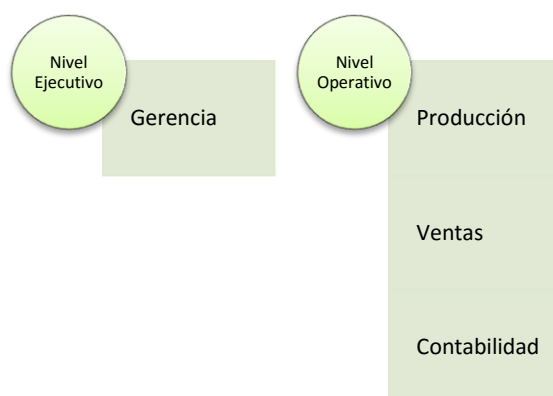 Nivel
Ejecutivo
Gerencia
Nivel
Operativo
Producción
Ventas
Contabilidad